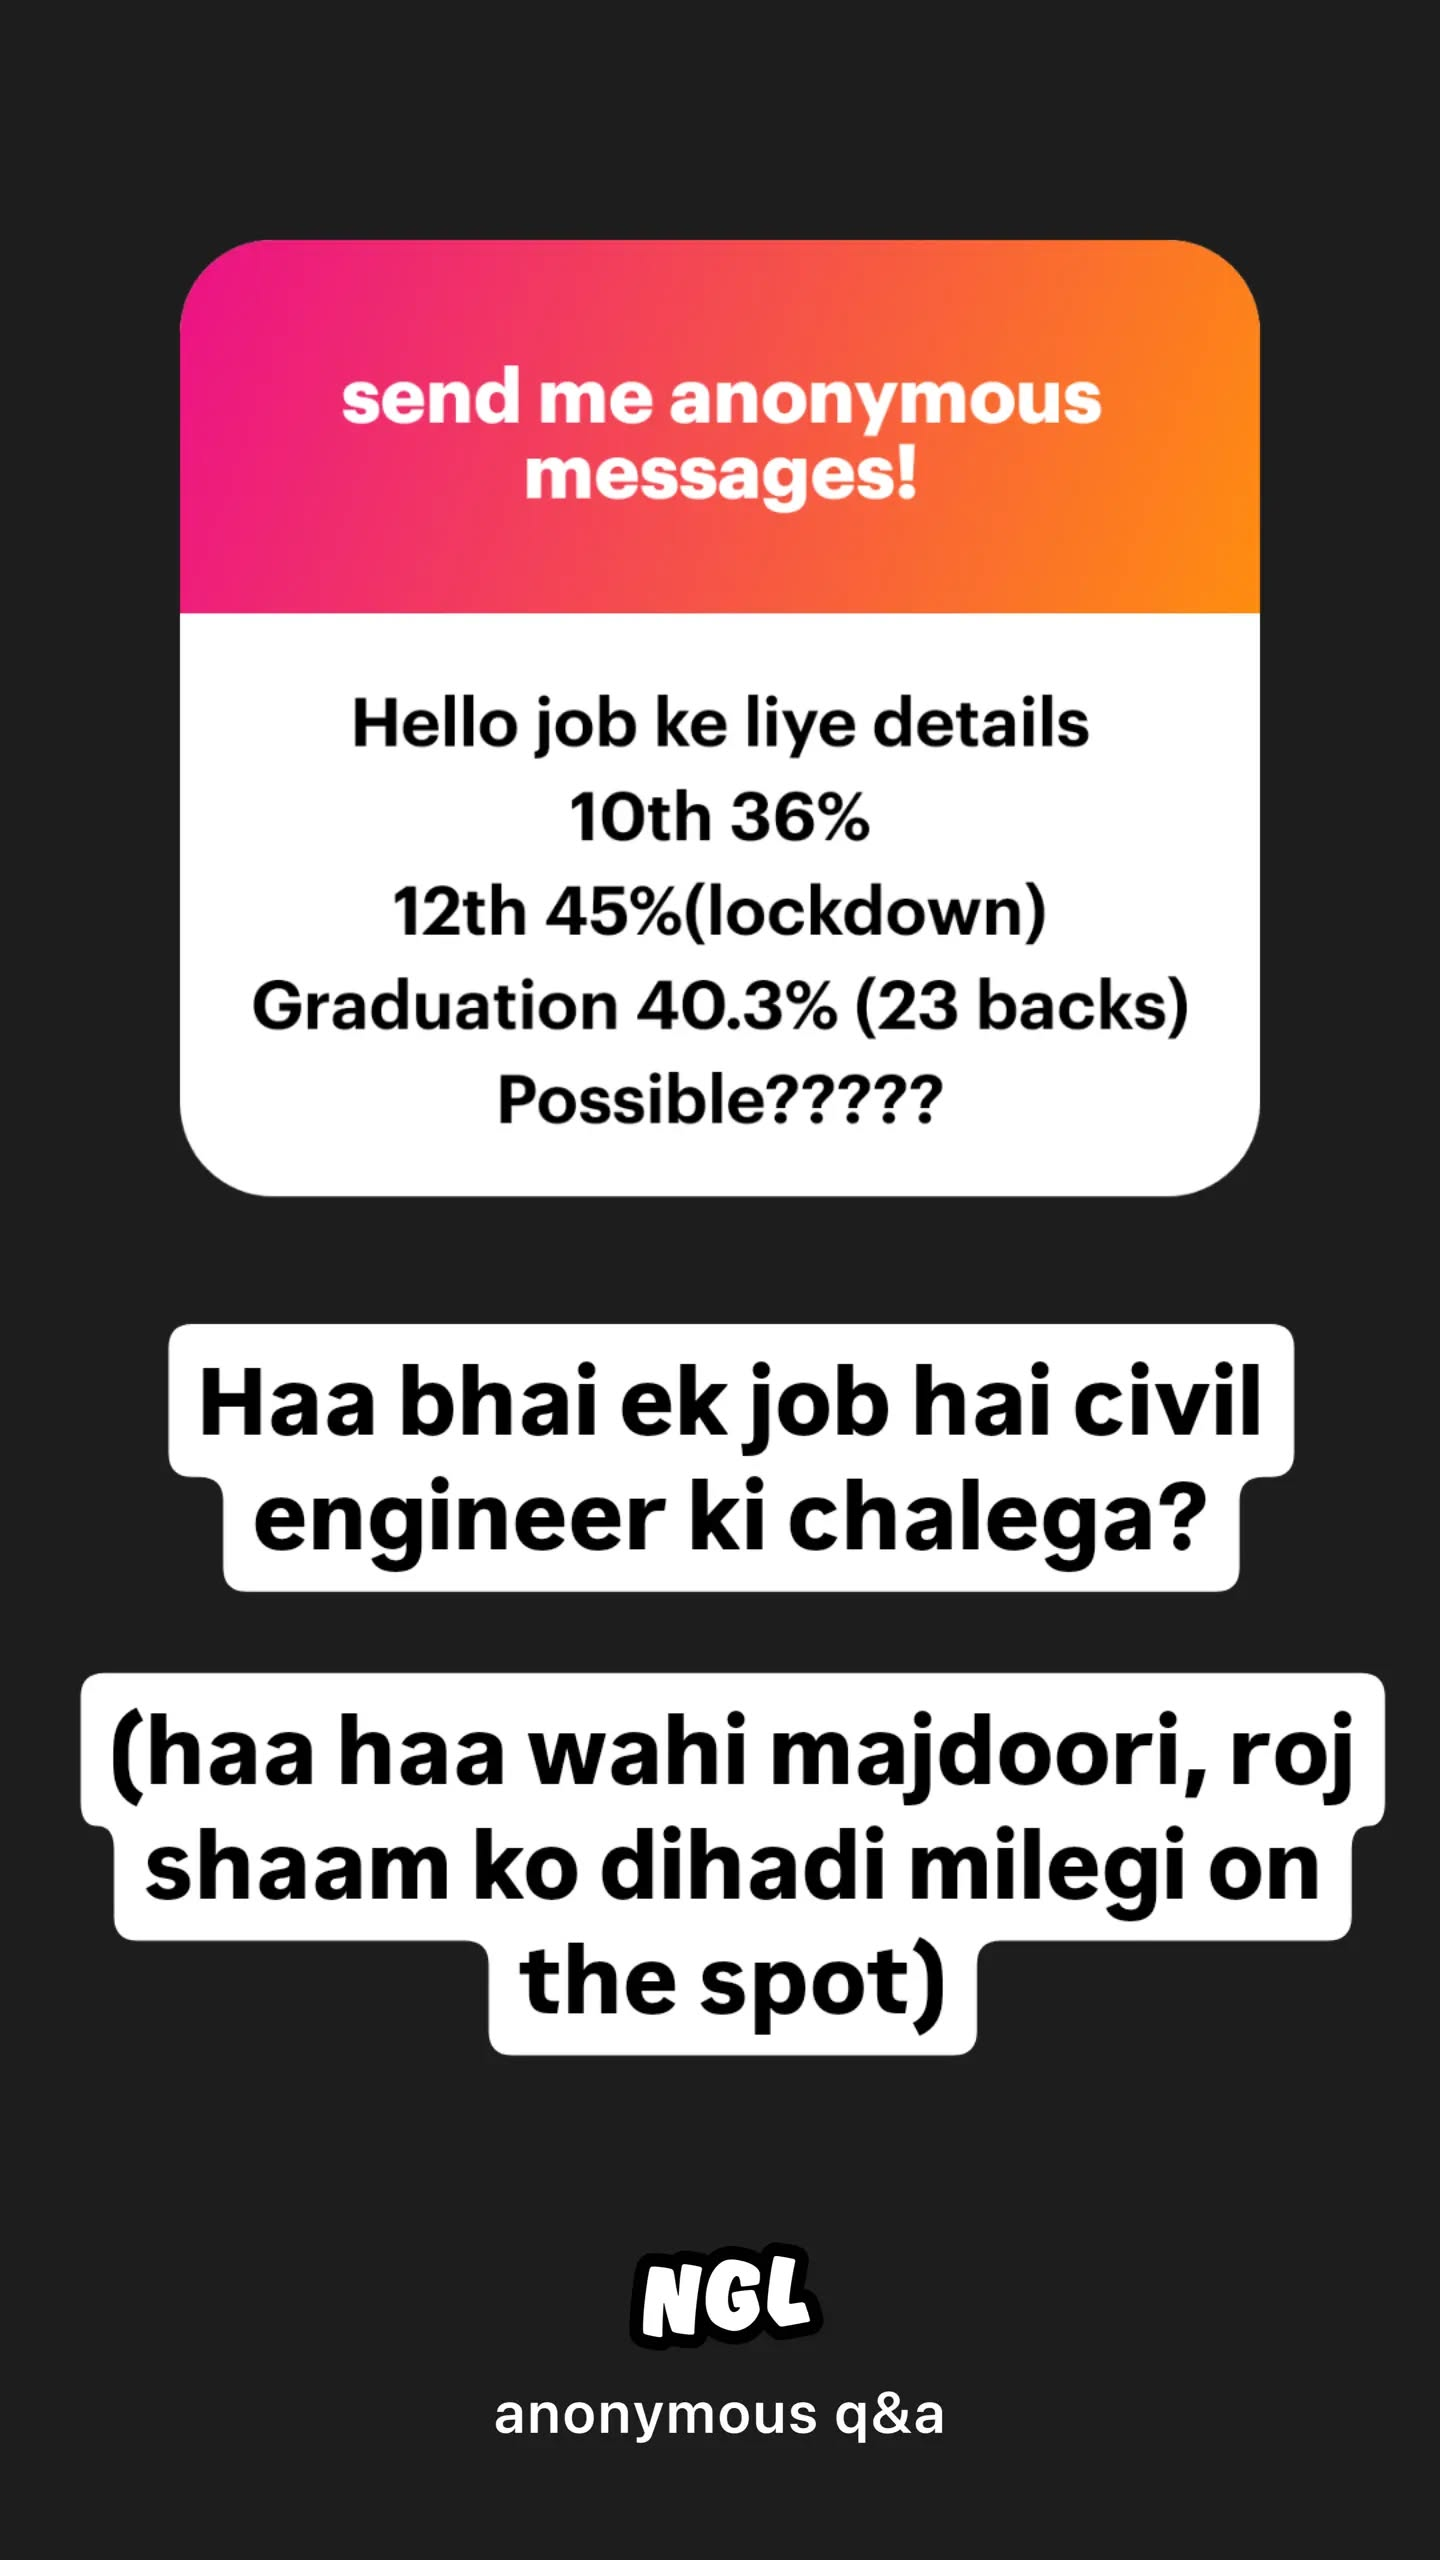 send me anonymous
messages!
Hello job ke liye details
10th 36%
12th 45%(lockdown)
Graduation 40.3% (23 backs)
Possible?????
Haa bhai ek job hai civil
engineer ki chalega?
(haa haa wahi majdoori, roj
shaam ko dihadi milegi on
the spot)
NGL
anonymous q&a